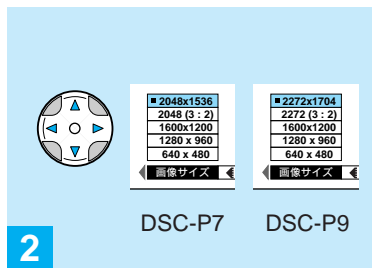 2048x1536
2048 (3 : 2)
1600x1200
1280 x 960
640 x 480
画像サイズ
DSC-P7
2272x1704
2272 (3 : 2)
1600x1200
1280 x 960
640 x 480
画像サイズ
DSC-P9
2